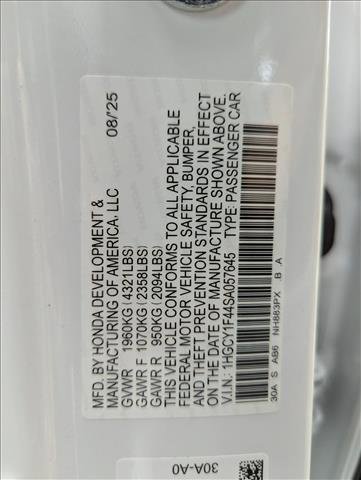 MFD. BY HONDA DEVELOPMENT &
MANUFACTURING OF AMERICA, LLC 08/25
GVWR 1960KG (4321LBS)
GAWR F 1070KG (2358LBS)
GAWR R 950KG (2094LBS)
THIS VEHICLE CONFORMS TO ALL APPLICABLE
FEDERAL MOTOR VEHICLE SAFETY, BUMPER,
AND THEFT PREVENTION STANDARDS IN EFFECT
ON THE DATE OF MANUFACTURE SHOWN ABOVE.
V.I.N.: 1HGCY1F44SA057645 TYPE: PASSENGER CAR
30A S AB6 NH883PX B A
30A-A0